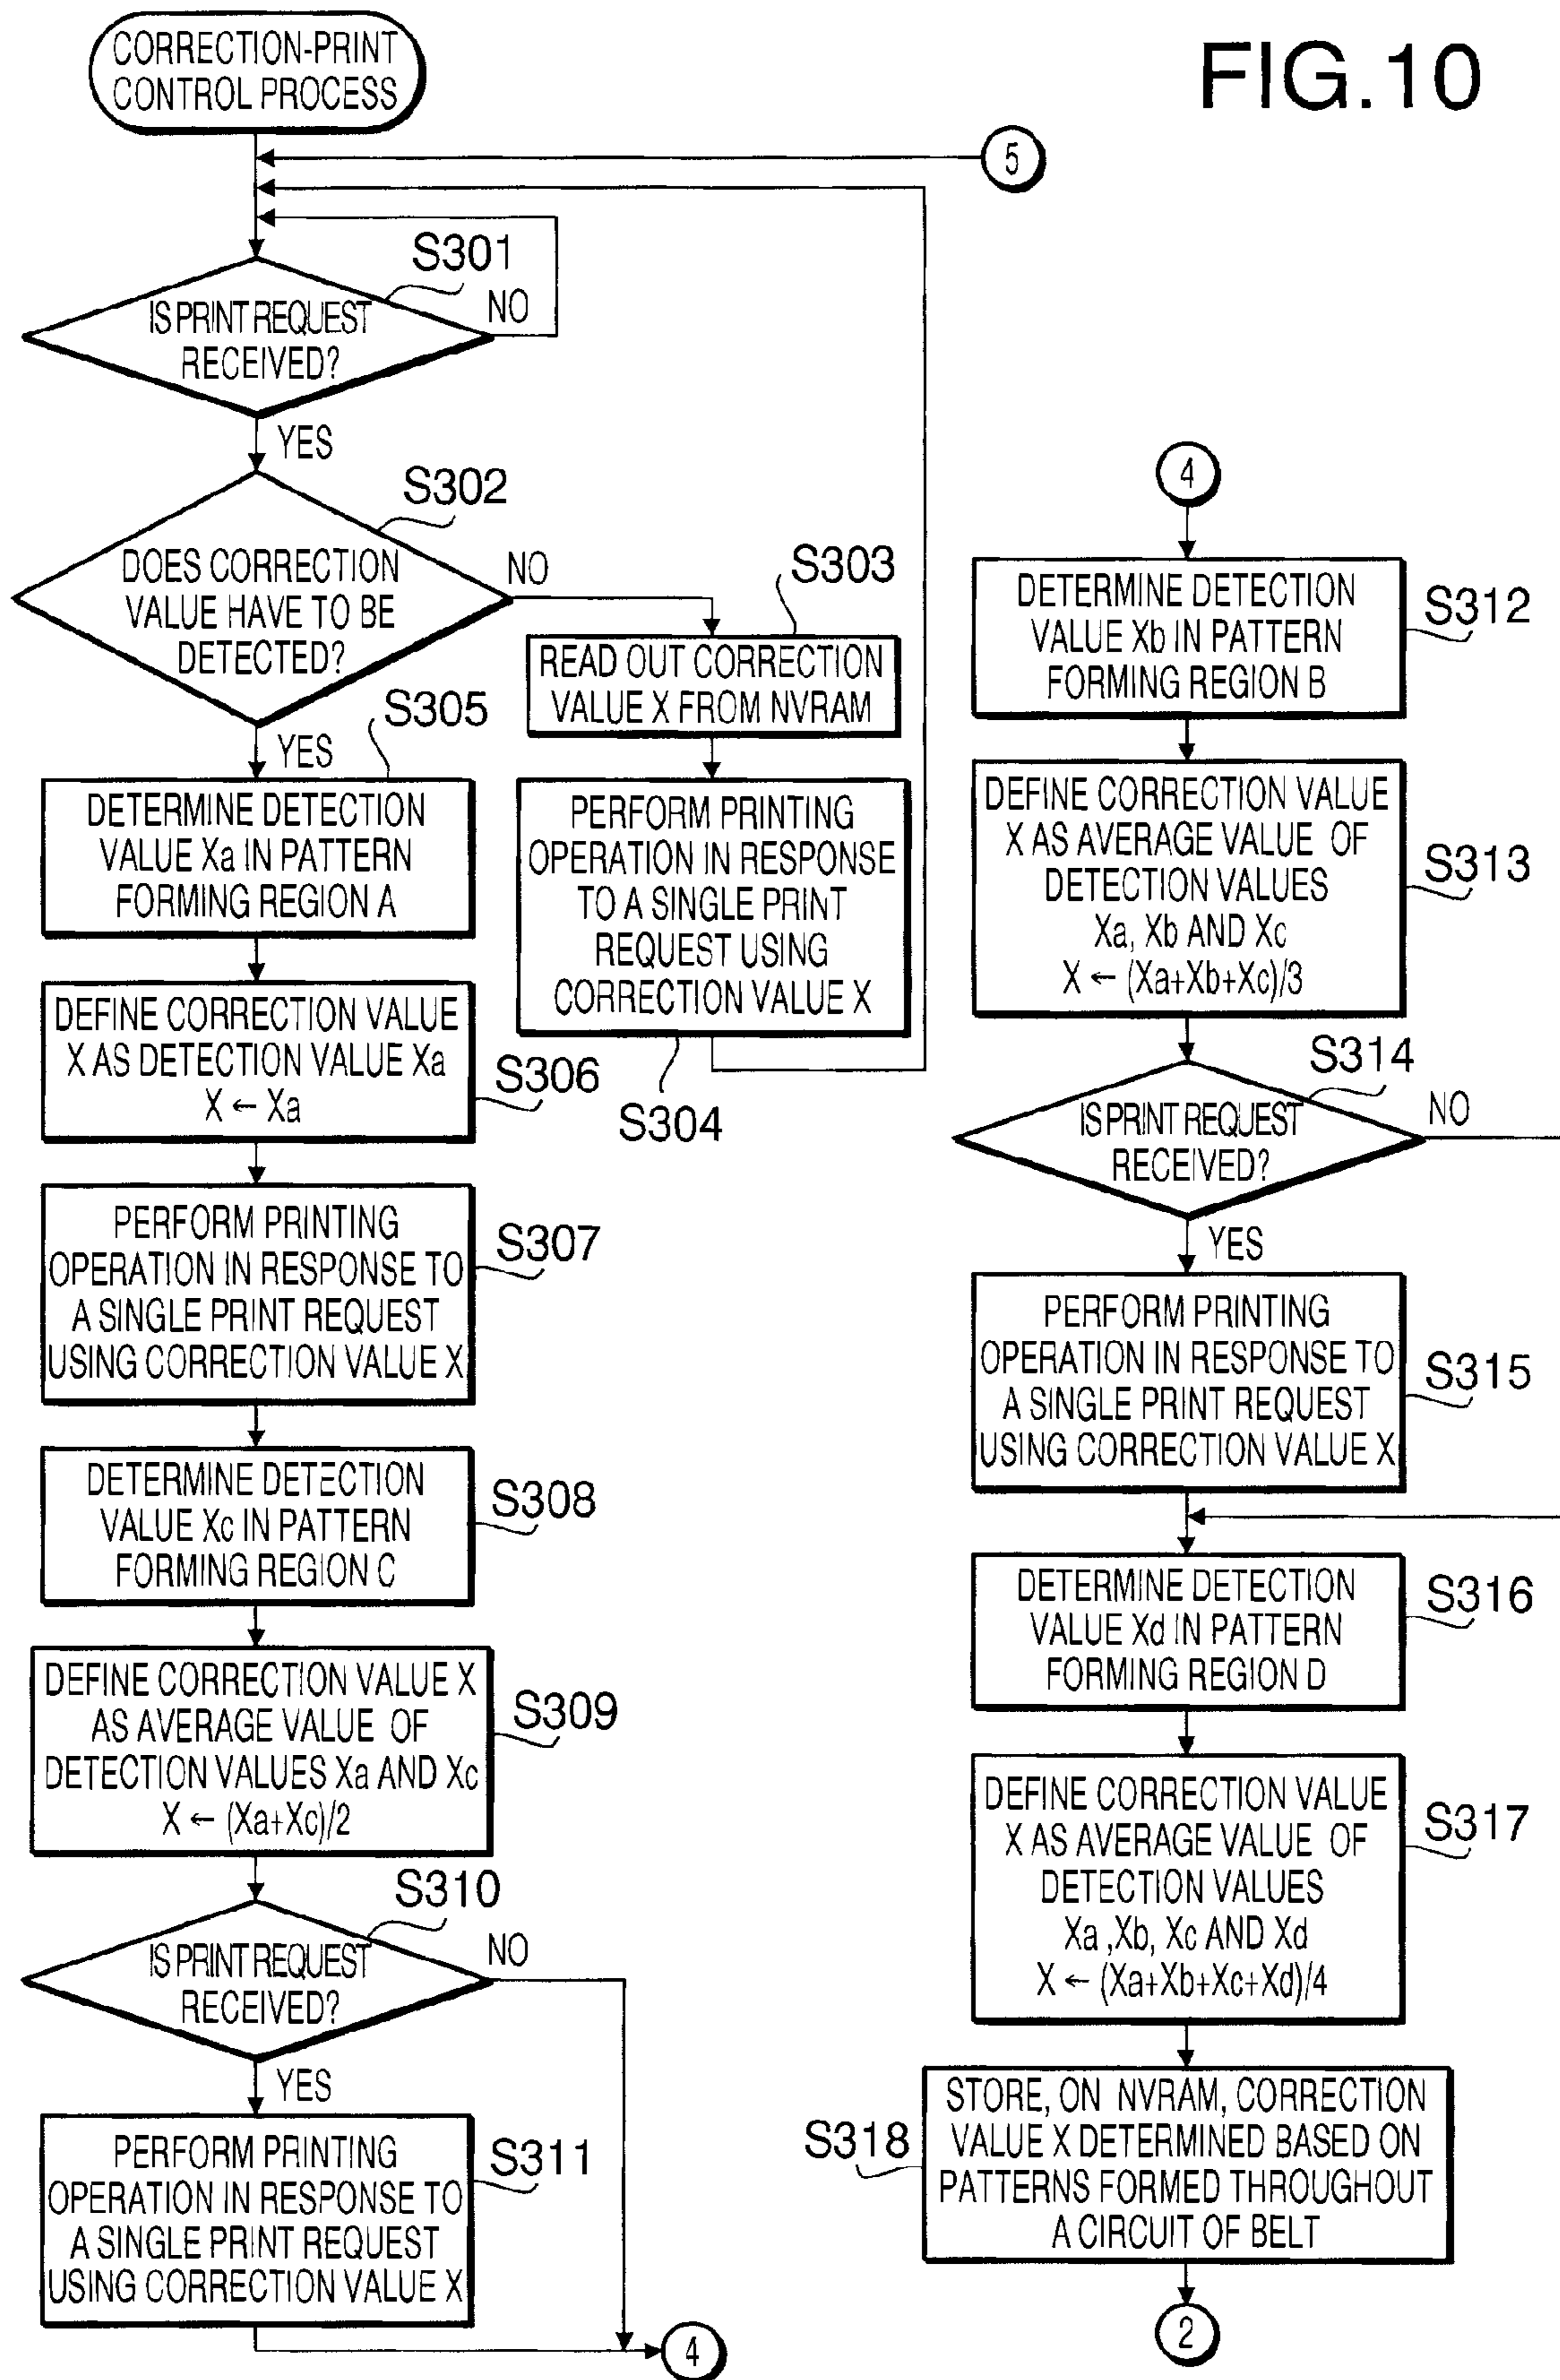 FIG.10
CORRECTION-PRINT
CONTROL PROCESS
5
S301
IS PRINT REQUEST
RECEIVED?
NO
YES
S302
DOES CORRECTION
VALUE HAVE TO BE
DETECTED?
NO
YES
S303
READ OUT CORRECTION
VALUE X FROM NVRAM
PERFORM PRINTING
OPERATION IN RESPONSE
TO A SINGLE PRINT
REQUEST USING
CORRECTION VALUE X
S304
S305
DETERMINE DETECTION
VALUE Xa IN PATTERN
FORMING REGION A
DEFINE CORRECTION VALUE
X AS DETECTION VALUE Xa
X ← Xa
S306
PERFORM PRINTING
OPERATION IN RESPONSE TO
A SINGLE PRINT REQUEST
USING CORRECTION VALUE X
S307
DETERMINE DETECTION
VALUE Xc IN PATTERN
FORMING REGION C
S308
DEFINE CORRECTION VALUE X
AS AVERAGE VALUE OF
DETECTION VALUES Xa AND Xc
X ← (Xa+Xc)/2
S309
S310
IS PRINT REQUEST
RECEIVED?
NO
YES
PERFORM PRINTING
OPERATION IN RESPONSE TO
A SINGLE PRINT REQUEST
USING CORRECTION VALUE X
S311
4
4
DETERMINE DETECTION
VALUE Xb IN PATTERN
FORMING REGION B
S312
DEFINE CORRECTION VALUE
X AS AVERAGE VALUE OF
DETECTION VALUES
Xa, Xb AND Xc
X ← (Xa+Xb+Xc)/3
S313
S314
IS PRINT REQUEST
RECEIVED?
NO
YES
PERFORM PRINTING
OPERATION IN RESPONSE TO
A SINGLE PRINT REQUEST
USING CORRECTION VALUE X
S315
DETERMINE DETECTION
VALUE Xd IN PATTERN
FORMING REGION D
S316
DEFINE CORRECTION VALUE
X AS AVERAGE VALUE OF
DETECTION VALUES
Xa ,Xb, Xc AND Xd
X ← (Xa+Xb+Xc+Xd)/4
S317
STORE, ON NVRAM, CORRECTION
VALUE X DETERMINED BASED ON
PATTERNS FORMED THROUGHOUT
A CIRCUIT OF BELT
S318
2